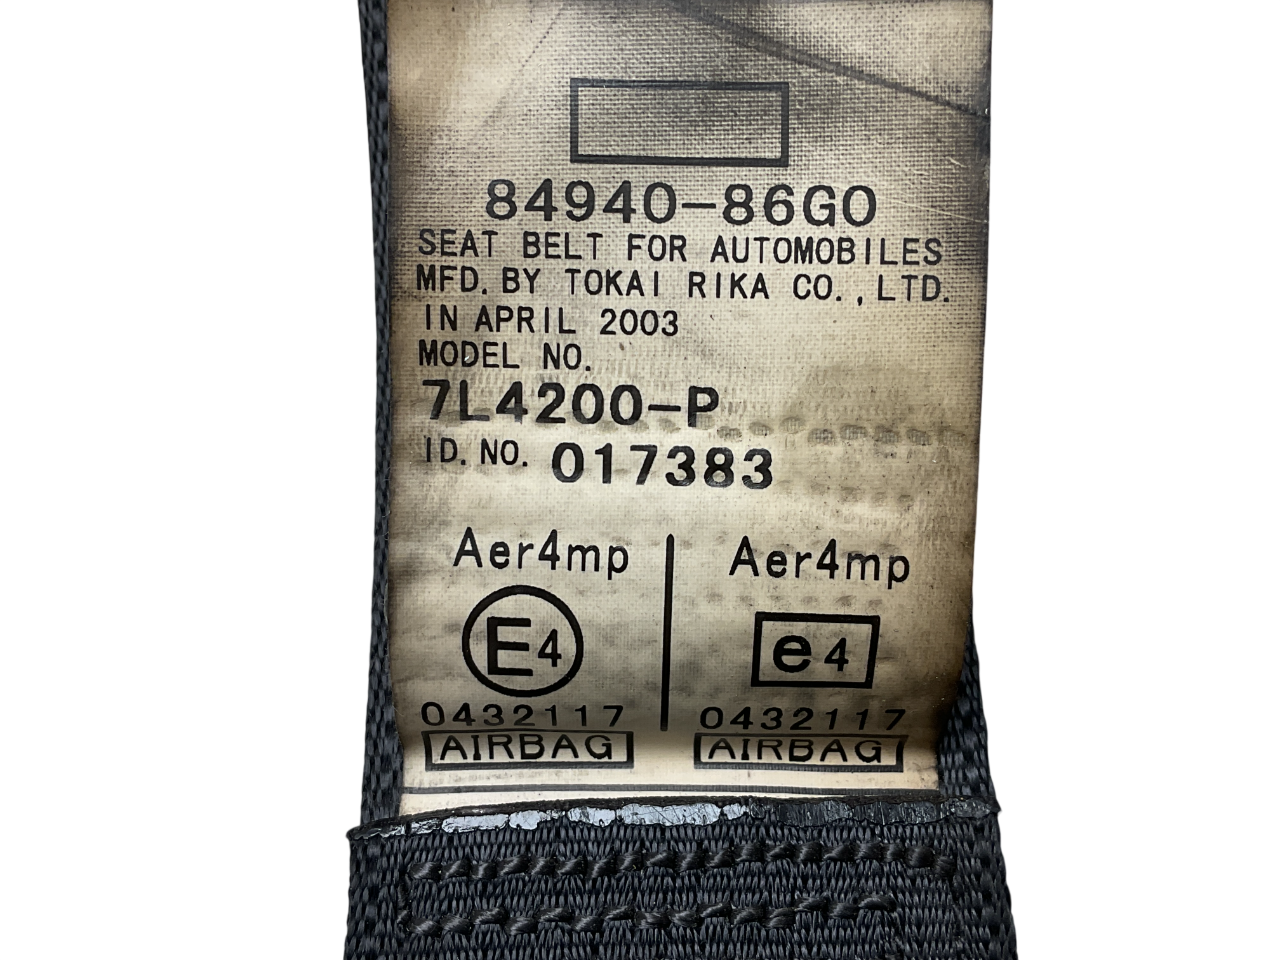 84940-86G0
SEAT BELT FOR AUTOMOBILES
MFD. BY TOKAI RIKA CO., LTD.
IN APRIL 2003
MODEL NO.
7L4200-P
ID. NO. 017383
Aer4mp Aer4mp
E4 e4
0432117 0432117
AIRBAG AIRBAG